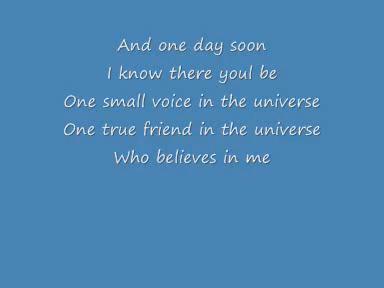 And one day soon
I know there youl be
One small voice in the universe
One true friend in the universe
Who believes in me